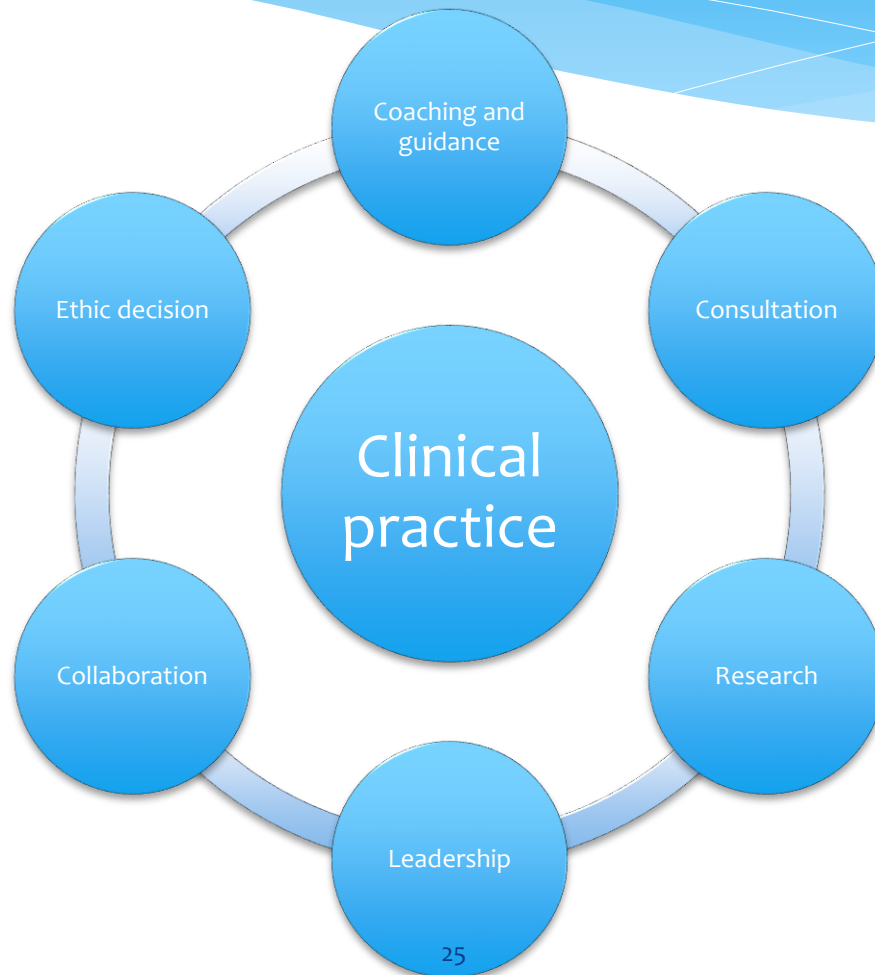 Coaching and
guidance
Ethic decision
Consultation
Clinical
practice
Collaboration
Research
Leadership
25